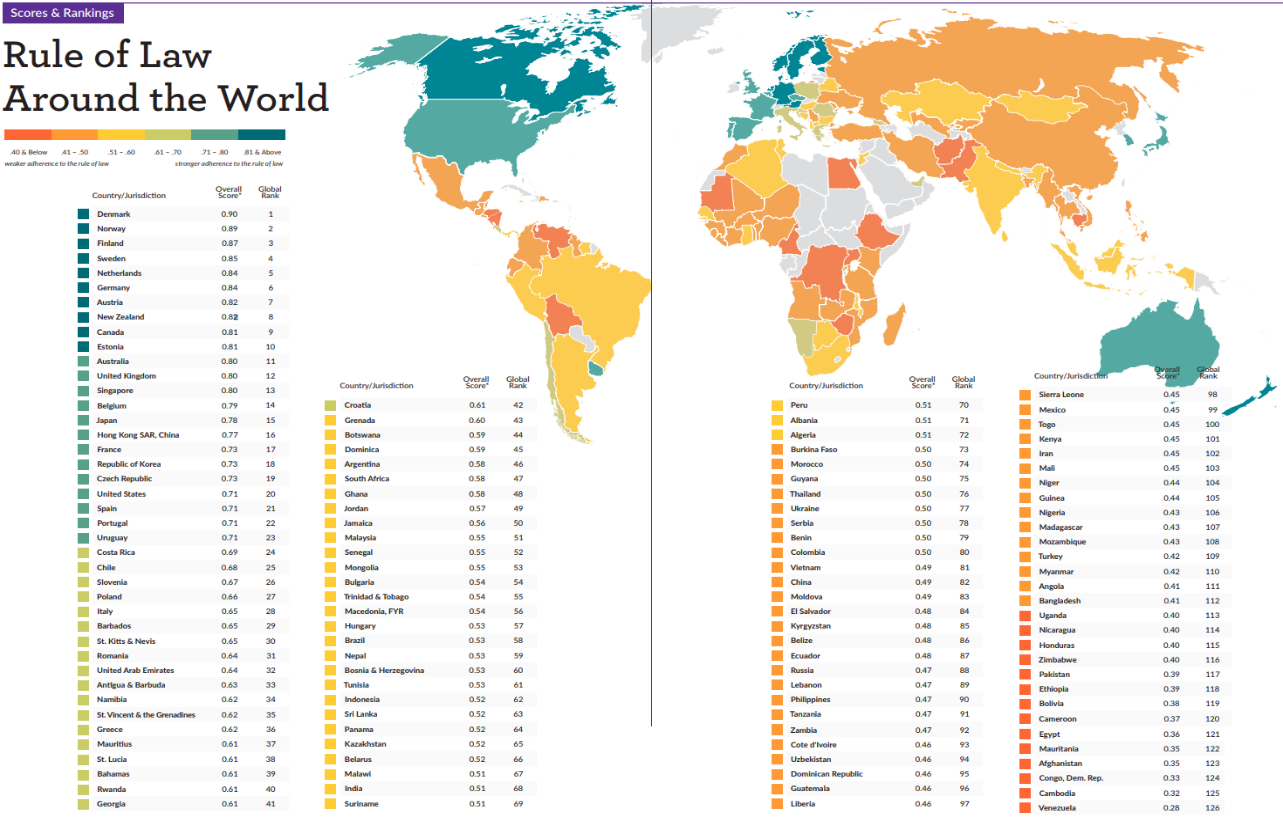 Scores & Rankings
Rule of Law
Around the World
.40 & Below .41 – .50 .51 – .60 .61 – .70 .71 – .80 .81 & Above
weaker adherence to the rule of law stronger adherence to the rule of law
Country/Jurisdiction Overall Score* Global Rank
Denmark 0.90 1
Norway 0.89 2
Finland 0.87 3
Sweden 0.85 4
Netherlands 0.84 5
Germany 0.84 6
Austria 0.82 7
New Zealand 0.82 8
Canada 0.81 9
Estonia 0.81 10
Australia 0.80 11
United Kingdom 0.80 12
Singapore 0.80 13
Belgium 0.79 14
Japan 0.78 15
Hong Kong SAR, China 0.77 16
France 0.73 17
Republic of Korea 0.73 18
Czech Republic 0.73 19
United States 0.71 20
Spain 0.71 21
Portugal 0.71 22
Uruguay 0.71 23
Costa Rica 0.69 24
Chile 0.68 25
Slovenia 0.67 26
Poland 0.66 27
Italy 0.65 28
Barbados 0.65 29
St. Kitts & Nevis 0.65 30
Romania 0.64 31
United Arab Emirates 0.64 32
Antigua & Barbuda 0.63 33
Namibia 0.62 34
St. Vincent & the Grenadines 0.62 35
Greece 0.62 36
Mauritius 0.61 37
St. Lucia 0.61 38
Bahamas 0.61 39
Rwanda 0.61 40
Georgia 0.61 41
Country/Jurisdiction Overall Score* Global Rank
Croatia 0.61 42
Grenada 0.60 43
Botswana 0.59 44
Dominica 0.59 45
Argentina 0.58 46
South Africa 0.58 47
Ghana 0.58 48
Jordan 0.57 49
Jamaica 0.56 50
Malaysia 0.55 51
Senegal 0.55 52
Mongolia 0.55 53
Bulgaria 0.54 54
Trinidad & Tobago 0.54 55
Macedonia, FYR 0.54 56
Hungary 0.53 57
Brazil 0.53 58
Nepal 0.53 59
Bosnia & Herzegovina 0.53 60
Tunisia 0.53 61
Indonesia 0.52 62
Sri Lanka 0.52 63
Panama 0.52 64
Kazakhstan 0.52 65
Belarus 0.52 66
Malawi 0.51 67
India 0.51 68
Suriname 0.51 69
Country/Jurisdiction Overall Score* Global Rank
Peru 0.51 70
Albania 0.51 71
Algeria 0.51 72
Burkina Faso 0.50 73
Morocco 0.50 74
Guyana 0.50 75
Thailand 0.50 76
Ukraine 0.50 77
Serbia 0.50 78
Benin 0.50 79
Colombia 0.50 80
Vietnam 0.49 81
China 0.49 82
Moldova 0.49 83
El Salvador 0.48 84
Kyrgyzstan 0.48 85
Belize 0.48 86
Ecuador 0.48 87
Russia 0.47 88
Lebanon 0.47 89
Philippines 0.47 90
Tanzania 0.47 91
Zambia 0.47 92
Cote d'Ivoire 0.46 93
Uzbekistan 0.46 94
Dominican Republic 0.46 95
Guatemala 0.46 96
Liberia 0.46 97
Country/Jurisdiction Overall Score* Global Rank
Sierra Leone 0.45 98
Mexico 0.45 99
Togo 0.45 100
Kenya 0.45 101
Iran 0.45 102
Mali 0.45 103
Niger 0.44 104
Guinea 0.44 105
Nigeria 0.43 106
Madagascar 0.43 107
Mozambique 0.43 108
Turkey 0.42 109
Myanmar 0.42 110
Angola 0.41 111
Bangladesh 0.41 112
Uganda 0.40 113
Nicaragua 0.40 114
Honduras 0.40 115
Zimbabwe 0.40 116
Pakistan 0.39 117
Ethiopia 0.39 118
Bolivia 0.38 119
Cameroon 0.37 120
Egypt 0.36 121
Mauritania 0.35 122
Afghanistan 0.35 123
Congo, Dem. Rep. 0.33 124
Cambodia 0.32 125
Venezuela 0.28 126